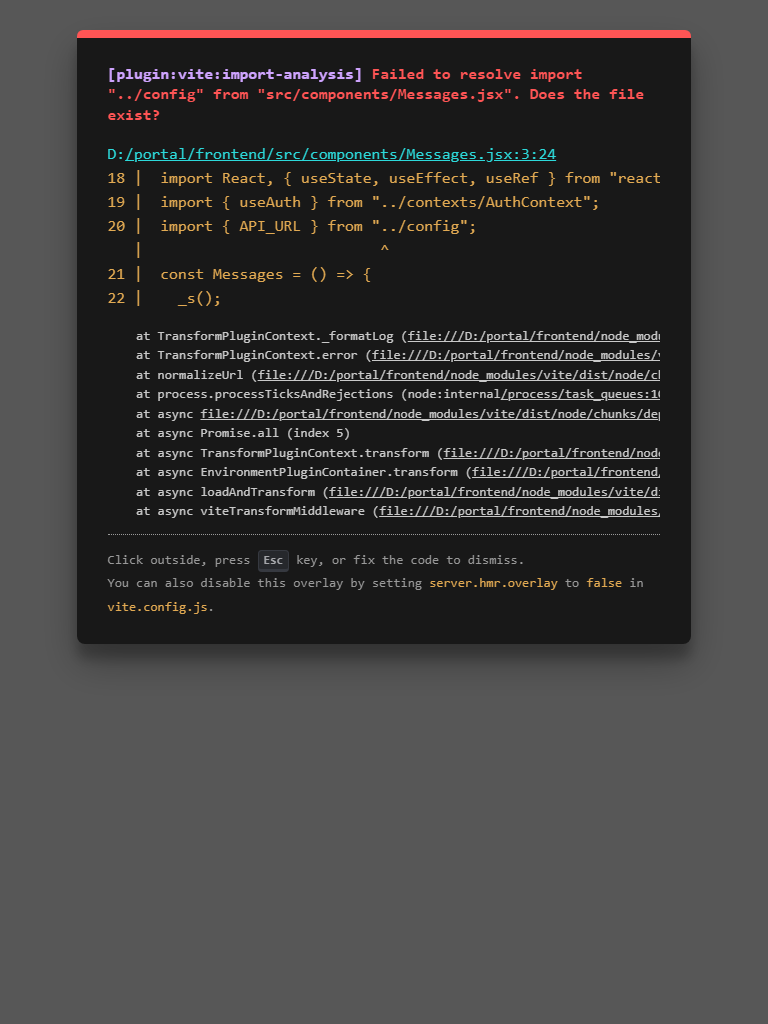 [plugin:vite:import-analysis] Failed to resolve import
"../config" from "src/components/Messages.jsx". Does the file
exist?
D:/portal/frontend/src/components/Messages.jsx:3:24
18 |  import React, { useState, useEffect, useRef } from "react
19 |  import { useAuth } from "../contexts/AuthContext";
20 |  import { API_URL } from "../config";
   |                           ^
21 |  const Messages = () => {
22 |    _s();
at TransformPluginContext._formatLog (file:///D:/portal/frontend/node_mod
at TransformPluginContext.error (file:///D:/portal/frontend/node_modules/
at normalizeUrl (file:///D:/portal/frontend/node_modules/vite/dist/node/c
at process.processTicksAndRejections (node:internal/process/task_queues:1
at async file:///D:/portal/frontend/node_modules/vite/dist/node/chunks/de
at async Promise.all (index 5)
at async TransformPluginContext.transform (file:///D:/portal/frontend/nod
at async EnvironmentPluginContainer.transform (file:///D:/portal/frontend/
at async loadAndTransform (file:///D:/portal/frontend/node_modules/vite/d
at async viteTransformMiddleware (file:///D:/portal/frontend/node_modules/
Click outside, press Esc key, or fix the code to dismiss.
You can also disable this overlay by setting server.hmr.overlay to false in
vite.config.js.